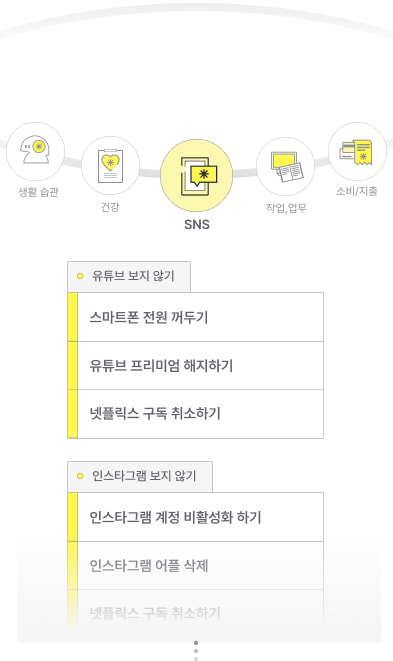 생활 습관
건강
SNS
작업,업무
소비/지출
유튜브 보지 않기
스마트폰 전원 꺼두기
유튜브 프리미엄 해지하기
넷플릭스 구독 취소하기
인스타그램 보지 않기
인스타그램 계정 비활성화 하기
인스타그램 어플 삭제
넷플릭스 구독 취소하기